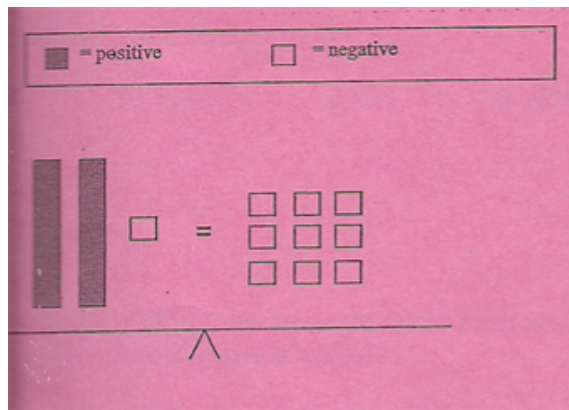 = positive = negative
=